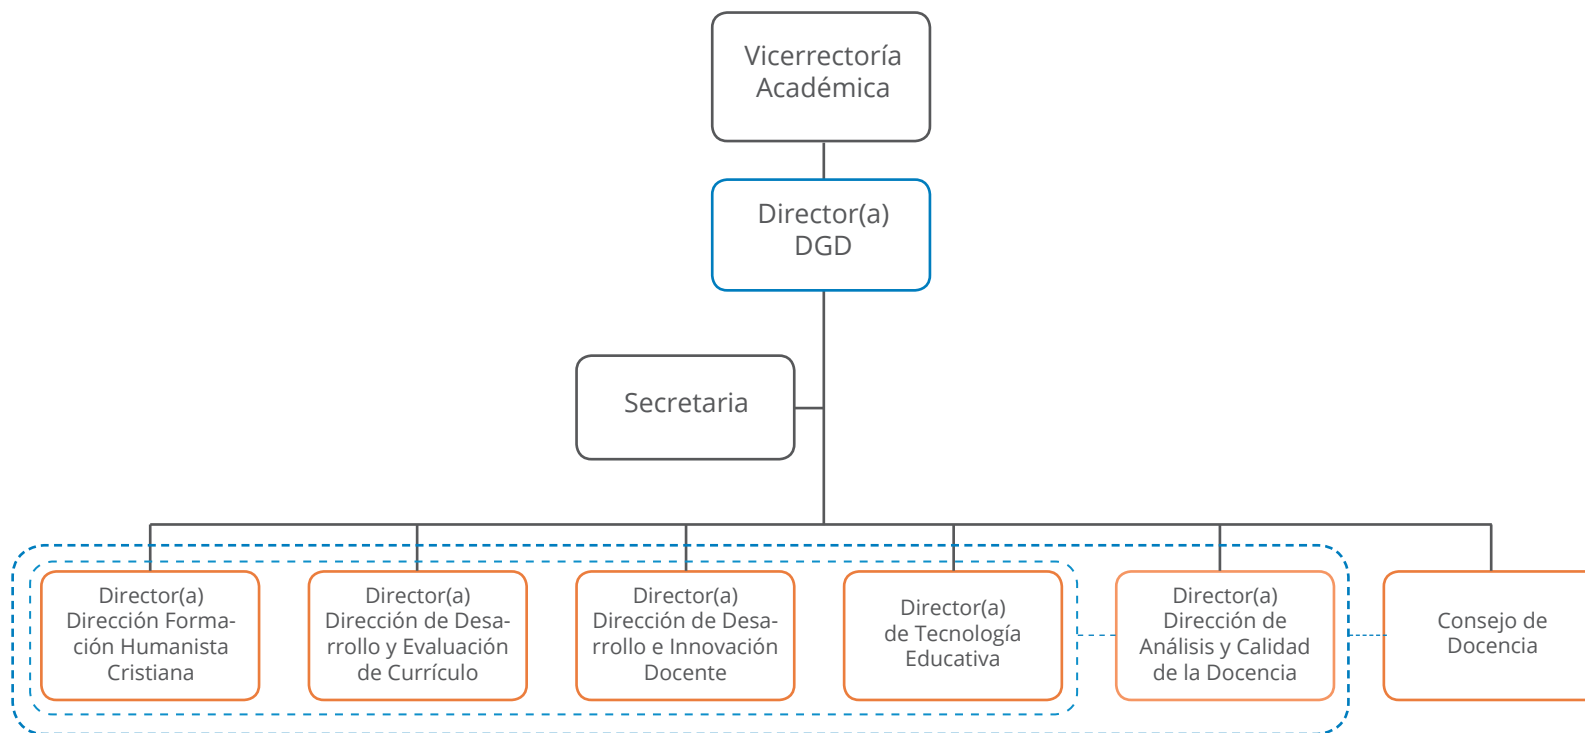 Vicerrectoría
Académica
Director(a)
DGD
Secretaria
Director(a)
Dirección Forma-
ción Humanista
Cristiana
Director(a)
Dirección de Desa-
rrollo y Evaluación
de Currículo
Director(a)
Dirección de Desa-
rrollo e Innovación
Docente
Director(a)
de Tecnología
Educativa
Director(a)
Dirección de
Análisis y Calidad
de la Docencia
Consejo de
Docencia